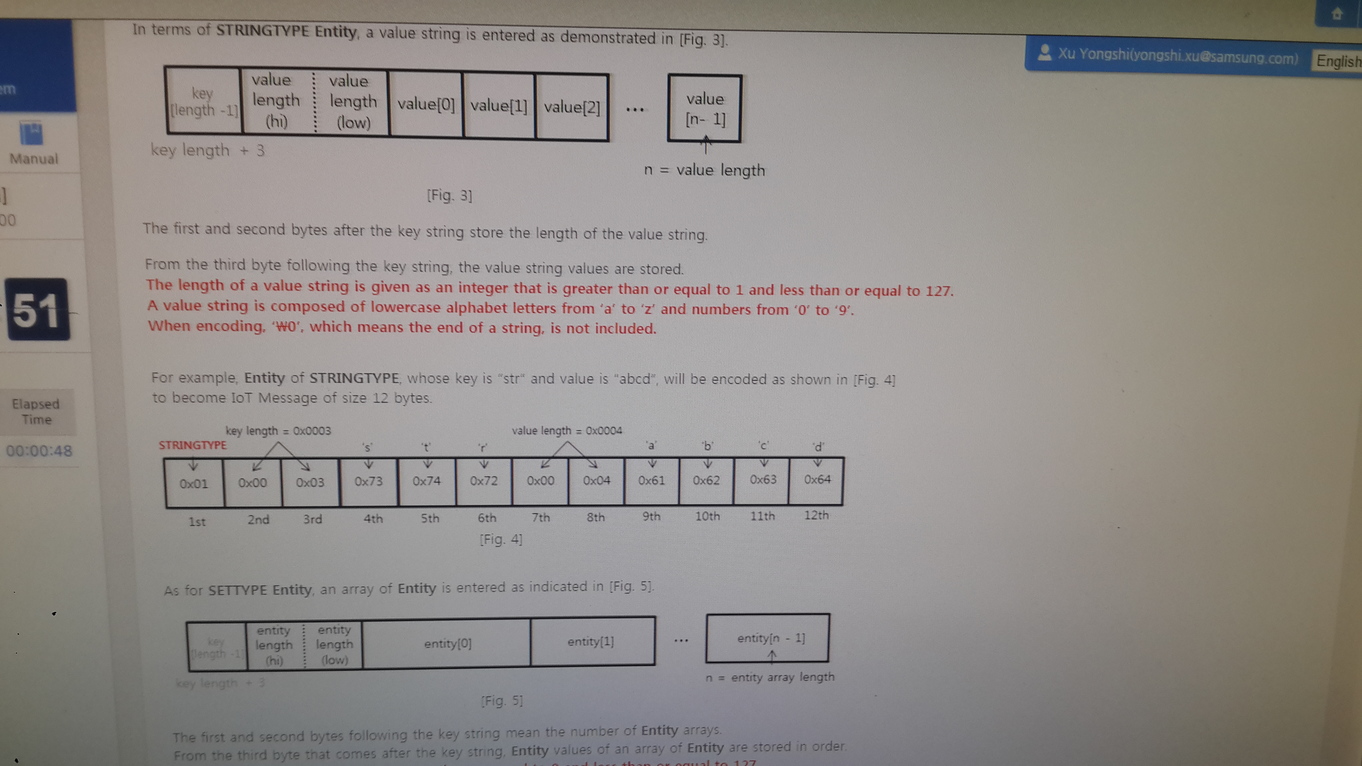 In terms of STRINGTYPE Entity, a value string is entered as demonstrated in [Fig. 3].
Xu Yongshi(yongshi.xu@samsung.com)
English
em
Manual
]
00
51
Elapsed
Time
00:00:48
key
[length -1]
value
length
(hi)
value
length
(low)
value[0]
value[1]
value[2]
...
value
[n- 1]
key length + 3
n = value length
[Fig. 3]
The first and second bytes after the key string store the length of the value string.
From the third byte following the key string, the value string values are stored.
The length of a value string is given as an integer that is greater than or equal to 1 and less than or equal to 127.
A value string is composed of lowercase alphabet letters from 'a' to 'z' and numbers from '0' to '9'.
When encoding, '₩0', which means the end of a string, is not included.
For example, Entity of STRINGTYPE, whose key is "str" and value is "abcd", will be encoded as shown in [Fig. 4]
to become IoT Message of size 12 bytes.
key length = 0x0003
value length = 0x0004
STRINGTYPE
's'
't'
'r'
'a'
'b'
'c'
'd'
0x01
0x00
0x03
0x73
0x74
0x72
0x00
0x04
0x61
0x62
0x63
0x64
1st
2nd
3rd
4th
5th
6th
7th
8th
9th
10th
11th
12th
[Fig. 4]
As for SETTYPE Entity, an array of Entity is entered as indicated in [Fig. 5].
key
[length -1]
entity
length
(hi)
entity
length
(low)
entity[0]
entity[1]
...
entity[n - 1]
key length + 3
n = entity array length
[Fig. 5]
The first and second bytes following the key string mean the number of Entity arrays.
From the third byte that comes after the key string, Entity values of an array of Entity are stored in order.
0 and less than or equal to 127